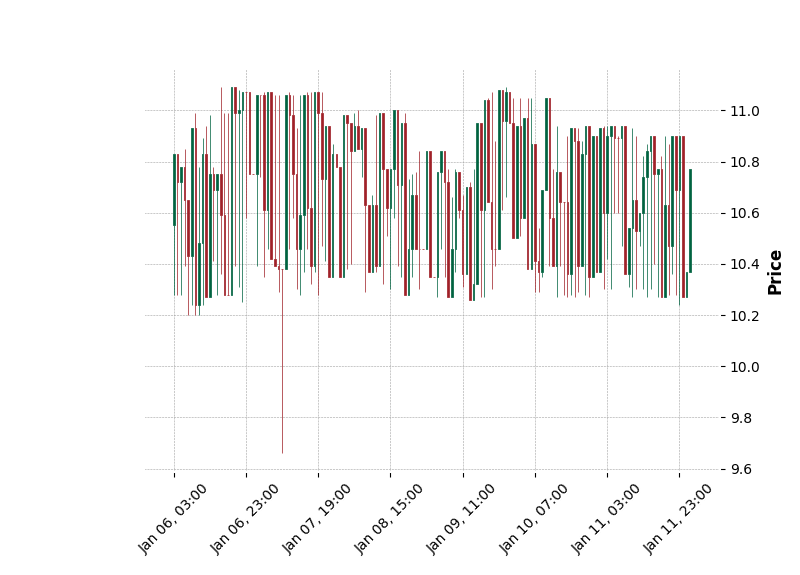 11.0
10.8
10.6
10.4
10.2
10.0
9.8
9.6
Price
Jan 06, 03:00
Jan 06, 23:00
Jan 07, 19:00
Jan 08, 15:00
Jan 09, 11:00
Jan 10, 07:00
Jan 11, 03:00
Jan 11, 23:00